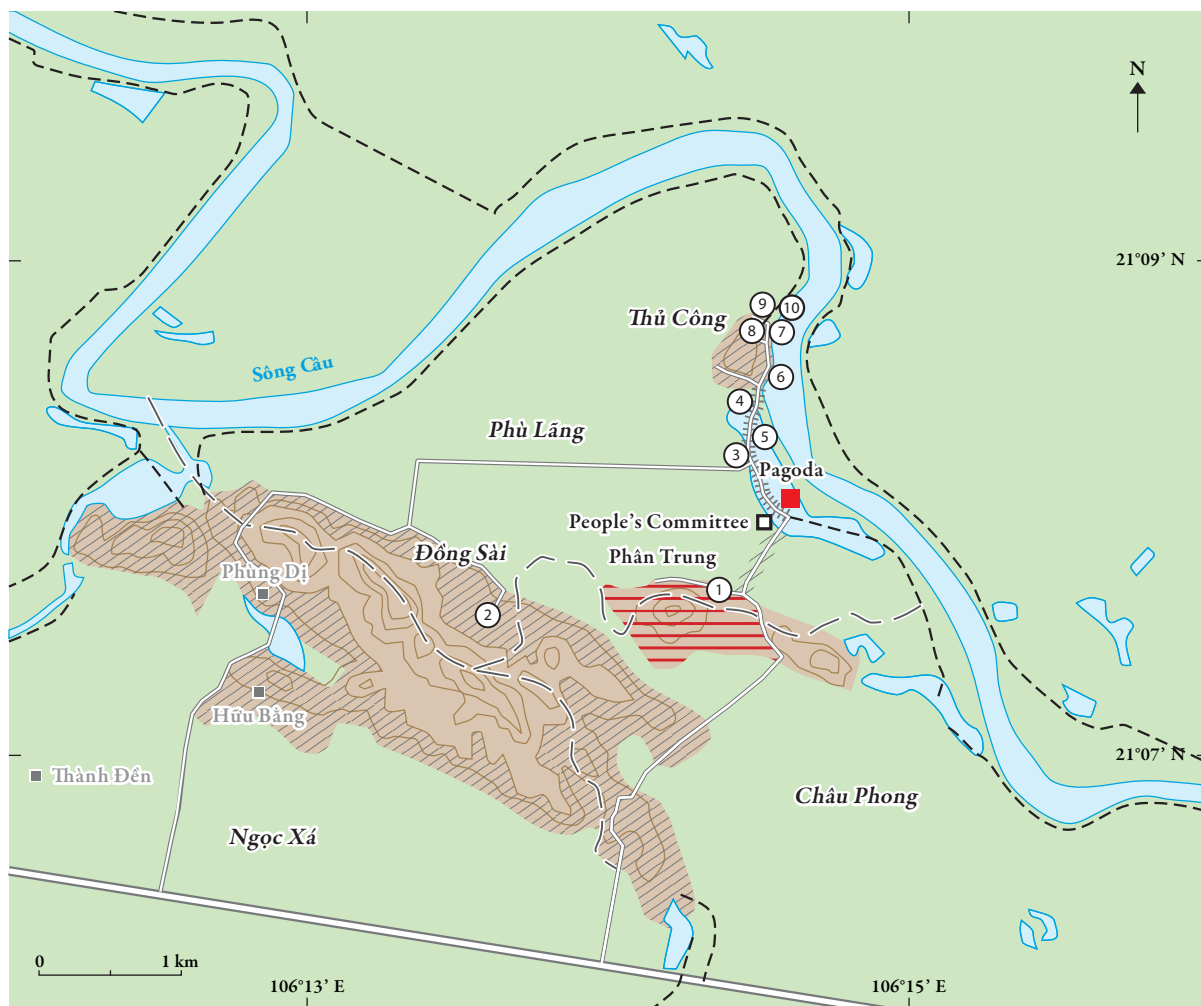 N
21°09' N
9
10
Thủ Công
8
7
Sông Câu
6
4
Phù Lãng
5
3
Pagoda
People's Committee
Đồng Sài
Phân Trung
Phùng Dị
1
2
Hữu Bằng
21°07' N
Thành Đền
Châu Phong
Ngọc Xá
0
1 km
106°13' E
106°15' E